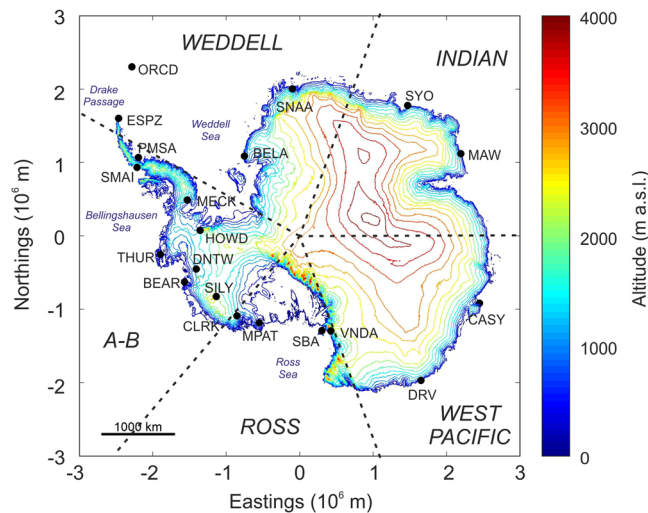 3
2
1
0
-1
-2
-3
Northings (10⁶ m)
WEDDELL
INDIAN
ORCD
Drake
Passage
ESPZ
SNAA
SYO
Weddell
Sea
PMSA
BELA
MAW
SMAI
MECK
Bellingshausen
Sea
HOWD
THUR
DNTW
BEAR
SILY
CASY
CLRK
MPAT
SBA
VNDA
A-B
Ross
Sea
DRV
ROSS
WEST
PACIFIC
1000 km
-3
-2
-1
0
1
2
3
Eastings (10⁶ m)
4000
3000
2000
1000
0
Altitude (m a.s.l.)